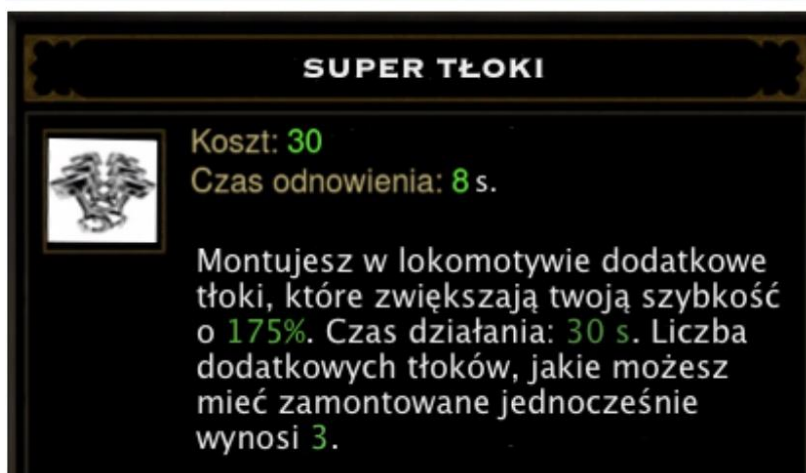 SUPER TŁOKI
Koszt: 30
Czas odnowienia: 8 s.
Montujesz w lokomotywie dodatkowe
tłoki, które zwiększają twoją szybkość
o 175%. Czas działania: 30 s. Liczba
dodatkowych tłoków, jakie możesz
mieć zamontowane jednocześnie
wynosi 3.